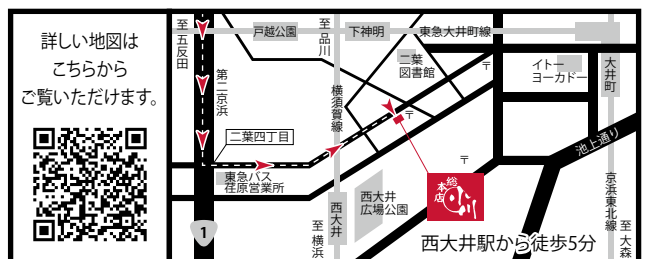 詳しい地図は
こちらから
ご覧いただけます。
至五反田
第二京浜
戸越公園
至品川
下神明
東急大井町線
二葉
図書館
〒
イトー
ヨーカドー
大井町
横須賀線
〒
二葉四丁目
池上通り
東急バス
荏原営業所
〒
総本店
小川
西大井
広場公園
西大井
京浜東北線
1
至横浜
西大井駅から徒歩5分
至大森